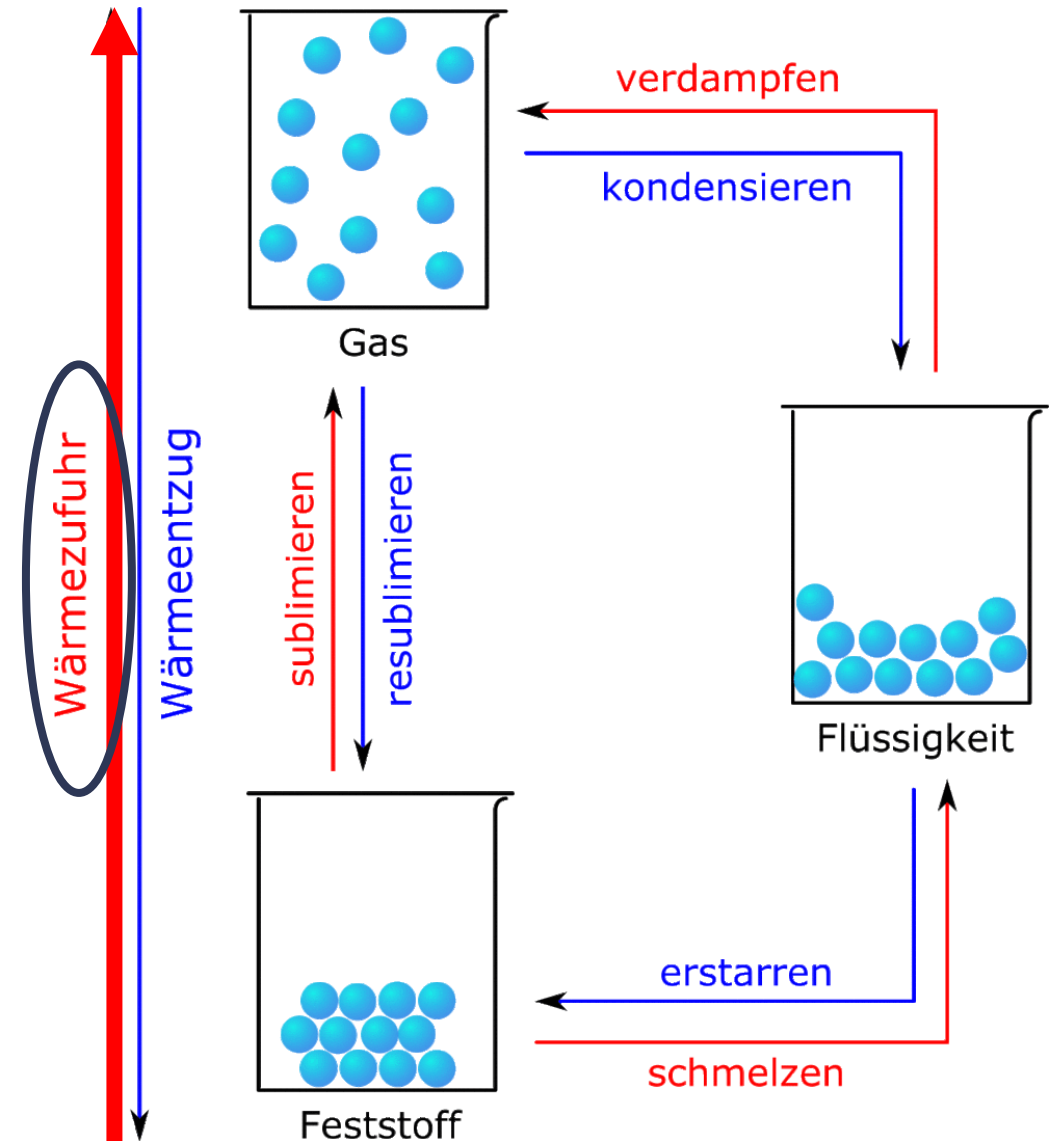 verdampfen
kondensieren
Gas
Wärmezufuhr
Wärmeentzug
sublimieren
resublimieren
Flüssigkeit
erstarren
schmelzen
Feststoff